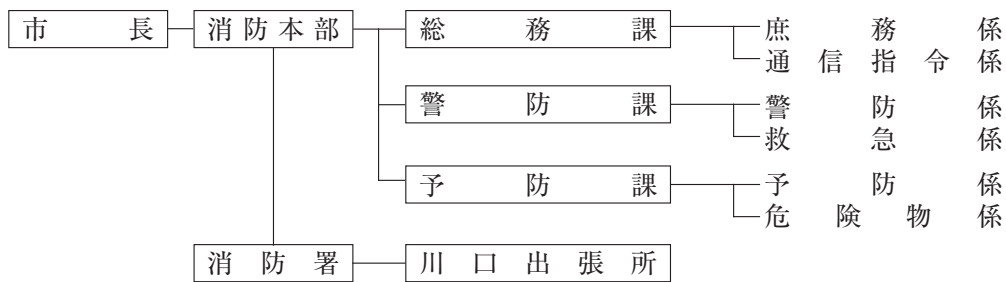 市長 消防本部 総務課 庶務係
通信指令係
警防課 警防係
救急係
予防課 予防係
危険物係
消防署 川口出張所